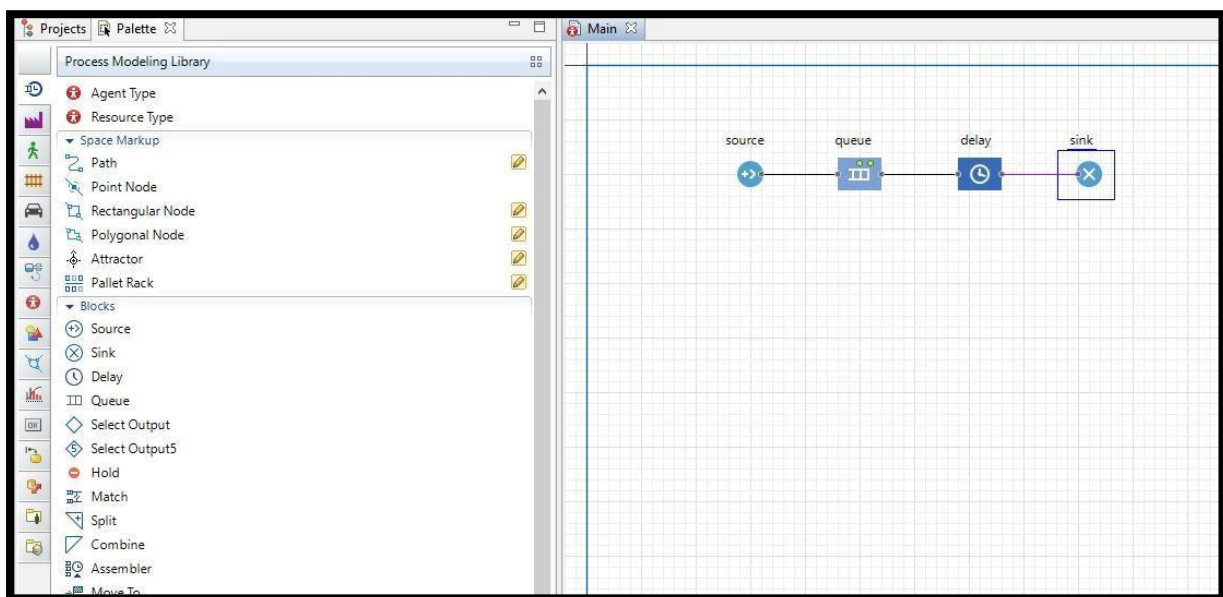 Projects Palette
Main
Process Modeling Library
Agent Type
Resource Type
Space Markup
Path
Point Node
Rectangular Node
Polygonal Node
Attractor
Pallet Rack
Blocks
Source
Sink
Delay
Queue
Select Output
Select Output5
Hold
Match
Split
Combine
Assembler
Move To
source queue delay sink